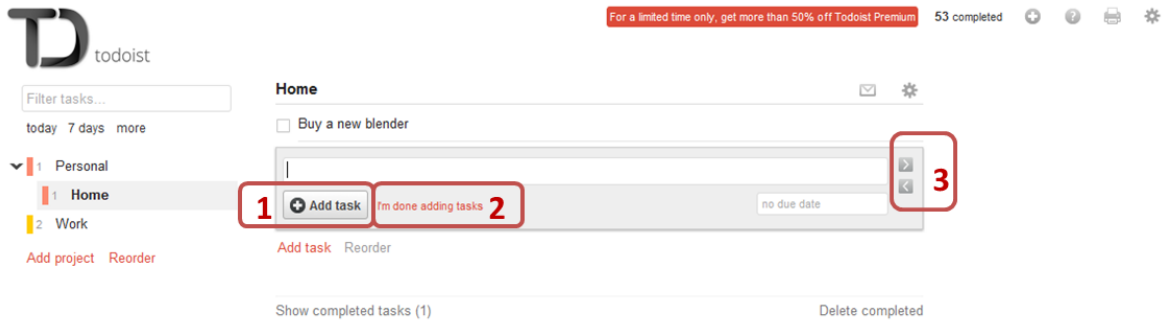 For a limited time only, get more than 50% off Todoist Premium 53 completed
TD todoist
Filter tasks...
today 7 days more
1 Personal
1 Home
2 Work
Add project Reorder
Home
Buy a new blender
1 Add task 2 I'm done adding tasks
no due date
3
Add task Reorder
Show completed tasks (1) Delete completed